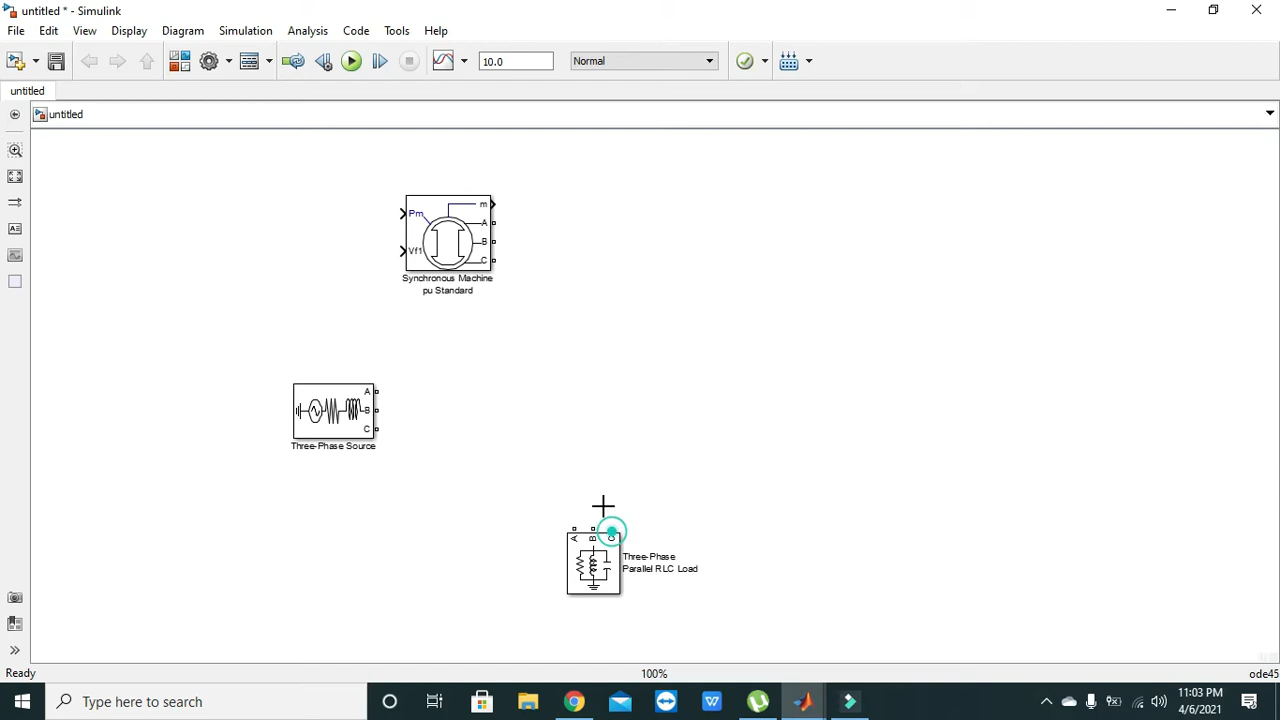 untitled * - Simulink
File Edit View Display Diagram Simulation Analysis Code Tools Help
10.0 Normal
untitled
untitled
Pm m
A
B
Vf1
C
Synchronous Machine
pu Standard
A
B
C
Three-Phase Source
A B C
Three-Phase
Parallel RLC Load
Ready 100% ode45
Type here to search
11:03 PM
4/6/2021